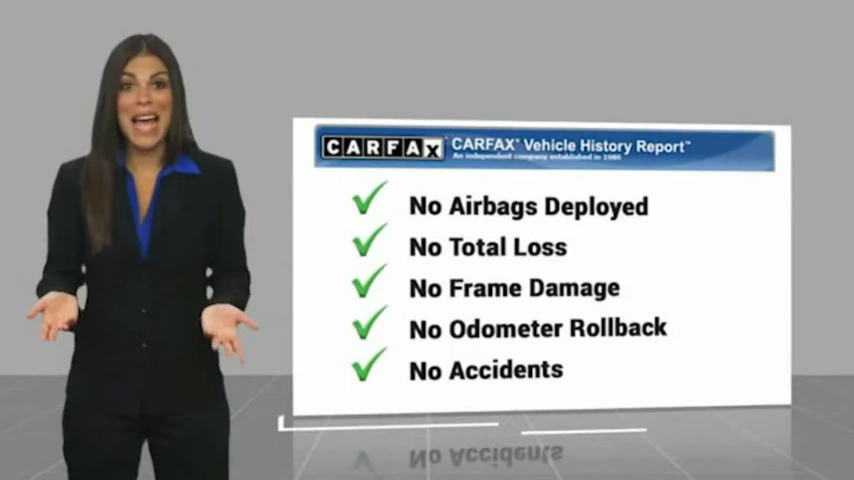 CARFAX CARFAX™ Vehicle History Report™
An independent company established in 1986
No Airbags Deployed
No Total Loss
No Frame Damage
No Odometer Rollback
No Accidents
No Accidents